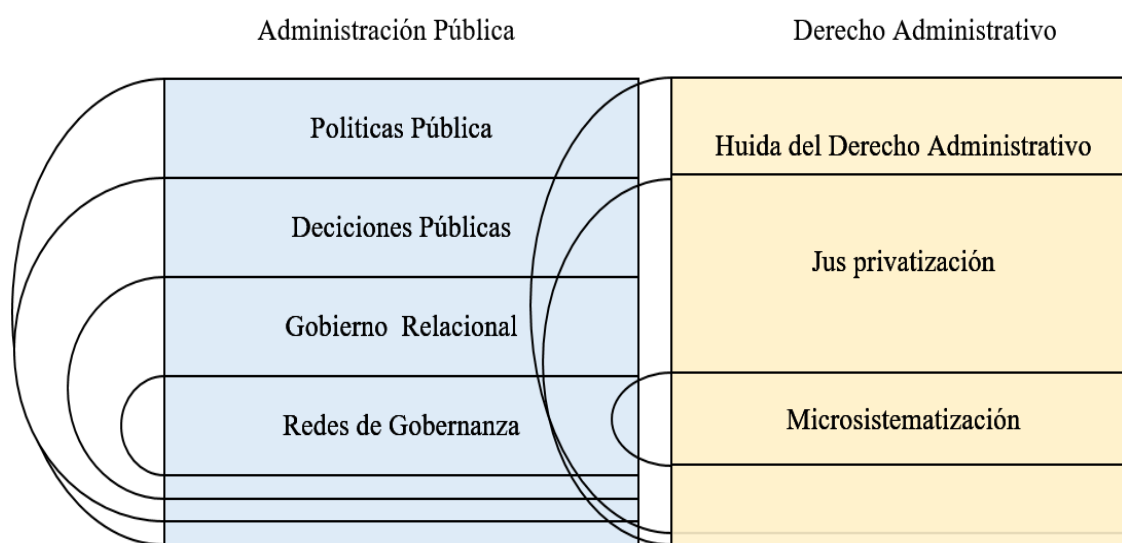 Administración Pública
Derecho Administrativo
Politicas Pública
Deciciones Públicas
Gobierno Relacional
Redes de Gobernanza
Huida del Derecho Administrativo
Jus privatización
Microsistematización